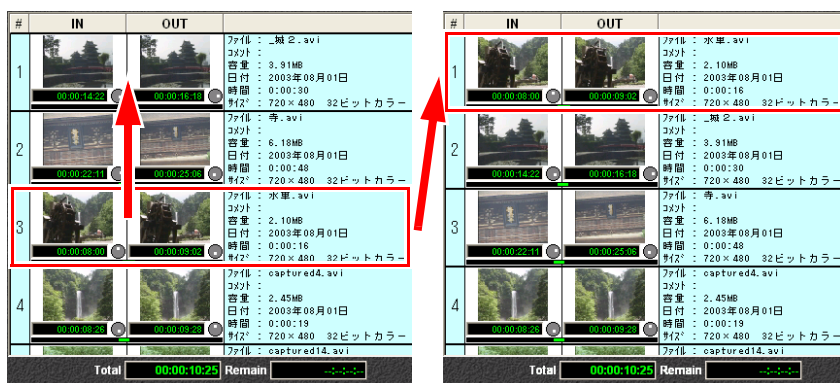 # IN OUT
1
ファイル : _城2.avi
コメント :
容量 : 3.91MB
日付 : 2003年08月01日
時間 : 0:00:30
サイズ : 720×480 32ビットカラー
00:00:14:22 00:00:16:18
2
ファイル : 寺.avi
コメント :
容量 : 6.18MB
日付 : 2003年08月01日
時間 : 0:00:48
サイズ : 720×480 32ビットカラー
00:00:22:11 00:00:25:06
3
ファイル : 水車.avi
コメント :
容量 : 2.10MB
日付 : 2003年08月01日
時間 : 0:00:16
サイズ : 720×480 32ビットカラー
00:00:08:00 00:00:09:02
4
ファイル : captured4.avi
コメント :
容量 : 2.45MB
日付 : 2003年08月01日
時間 : 0:00:19
サイズ : 720×480 32ビットカラー
00:00:08:26 00:00:09:28
ファイル : captured14.avi
Total 00:00:10:25 Remain --:--:--:--
# IN OUT
1
ファイル : 水車.avi
コメント :
容量 : 2.10MB
日付 : 2003年08月01日
時間 : 0:00:16
サイズ : 720×480 32ビットカラー
00:00:08:00 00:00:09:02
2
ファイル : _城2.avi
コメント :
容量 : 3.91MB
日付 : 2003年08月01日
時間 : 0:00:30
サイズ : 720×480 32ビットカラー
00:00:14:22 00:00:16:18
3
ファイル : 寺.avi
コメント :
容量 : 6.18MB
日付 : 2003年08月01日
時間 : 0:00:48
サイズ : 720×480 32ビットカラー
00:00:22:11 00:00:25:06
4
ファイル : captured4.avi
コメント :
容量 : 2.45MB
日付 : 2003年08月01日
時間 : 0:00:19
サイズ : 720×480 32ビットカラー
00:00:08:26 00:00:09:28
ファイル : captured14.avi
Total 00:00:10:25 Remain --:--:--:--